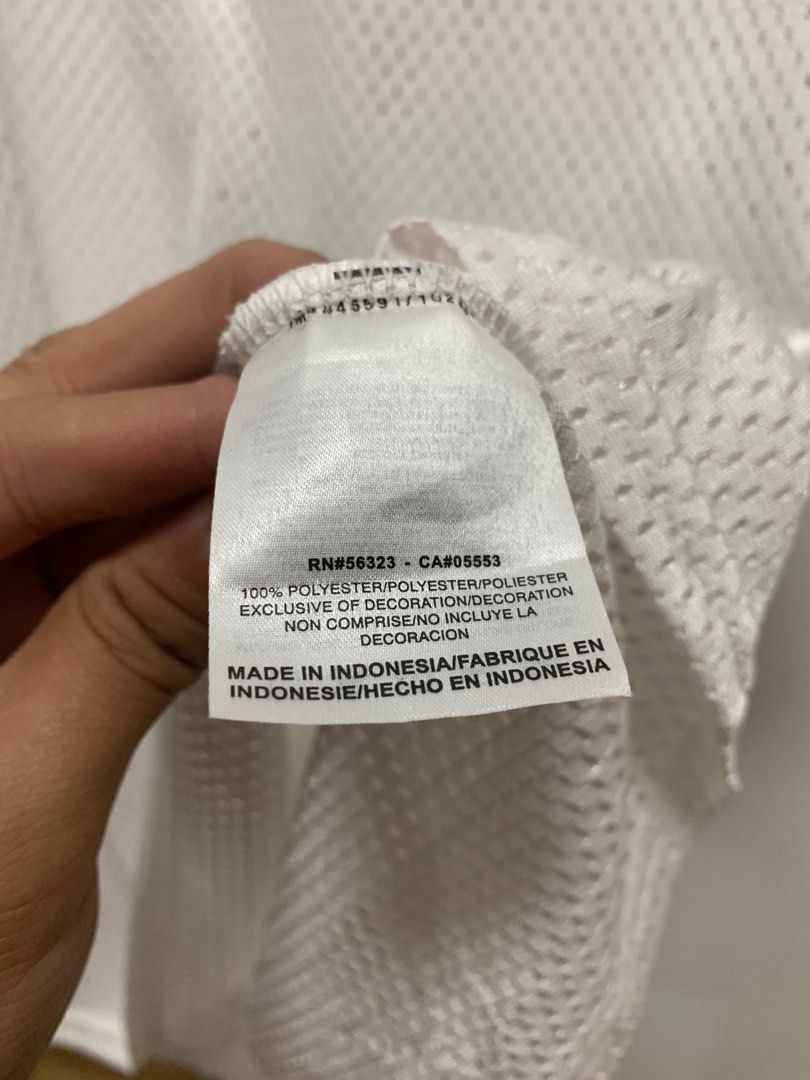 RN#56323 - CA#05553
100% POLYESTER/POLYESTER/POLIESTER
EXCLUSIVE OF DECORATION/DECORATION
NON COMPRISE/NO INCLUYE LA
DECORACION
MADE IN INDONESIA/FABRIQUE EN
INDONESIE/HECHO EN INDONESIA